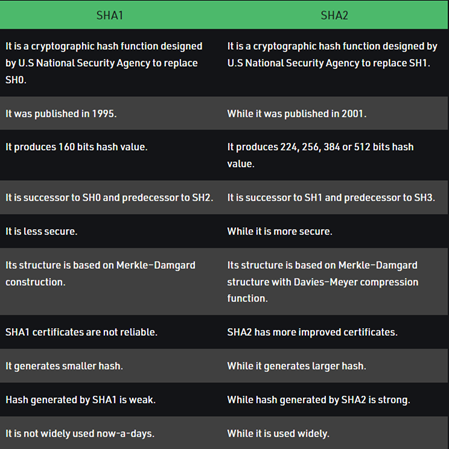 SHA1 SHA2
It is a cryptographic hash function designed
by U.S National Security Agency to replace
SH0.
It is a cryptographic hash function designed by
U.S National Security Agency to replace SH1.
It was published in 1995.
While it was published in 2001.
It produces 160 bits hash value.
It produces 224, 256, 384 or 512 bits hash
value.
It is successor to SH0 and predecessor to SH2.
It is successor to SH1 and predecessor to SH3.
It is less secure.
While it is more secure.
Its structure is based on Merkle-Damgard
construction.
Its structure is based on Merkle-Damgard
structure with Davies-Meyer compression
function.
SHA1 certificates are not reliable.
SHA2 has more improved certificates.
It generates smaller hash.
While it generates larger hash.
Hash generated by SHA1 is weak.
While hash generated by SHA2 is strong.
It is not widely used now-a-days.
While it is used widely.